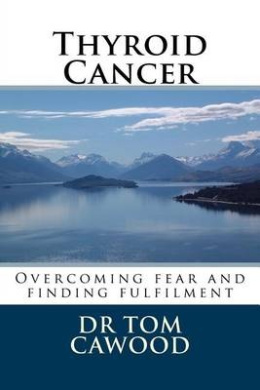 Thyroid
Cancer
Overcoming fear and
finding fulfilment
DR TOM
CAWOOD